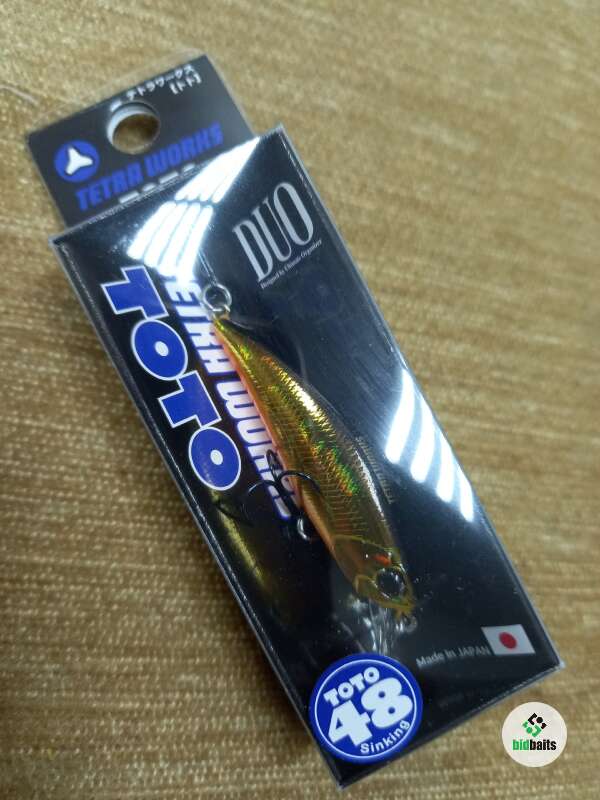 テトラワークス
【トト】
TETRA WORKS
DUO
Designed by Ultimate Organizer
TETRA WORKS
TOTO
Made in JAPAN
TOTO
48
Sinking
bidbaits